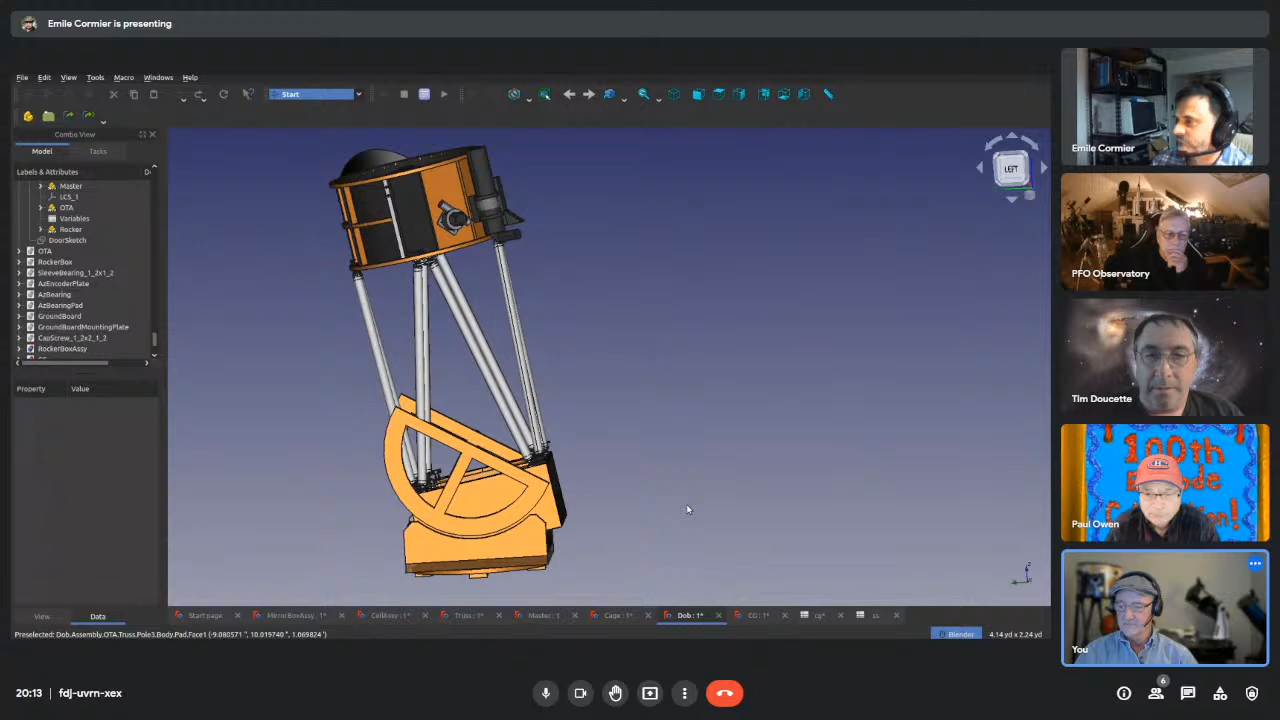 Emile Cormier is presenting
File Edit View Tools Macro Windows Help
Start
Combo View
Model Tasks
Labels & Attributes
Master
LCS_1
OTA
Variables
Rocker
DoorSketch
OTA
RockerBox
SleeveBearing_1_2x1_2
AzEncoderPlate
AzBearing
AzBearingPad
GroundBoard
GroundBoardMountingPlate
CapScrew_1_2x2_1_2
RockerBoxAssy
Property Value
View Data
LEFT
Start page MirrorBoxAssy : 1* CellAssy : 1* Truss : 1* Master : 1 Cage : 1* Dob : 1* CG : 1* cg* ss
Preselected: Dob.Assembly.OTA.Truss.Pole3.Body.Pad.Face1 (-9.080571 ", 10.019740 ", 1.069824 ")
Blender 4.14 yd x 2.24 yd
Emile Cormier
PFO Observatory
Tim Doucette
100th
Episode
Paul Owen
You
20:13 | fdj-uvrn-xex
6